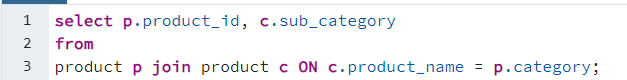 1 select p.product_id, c.sub_category
2 from
3 product p join product c ON c.product_name = p.category;